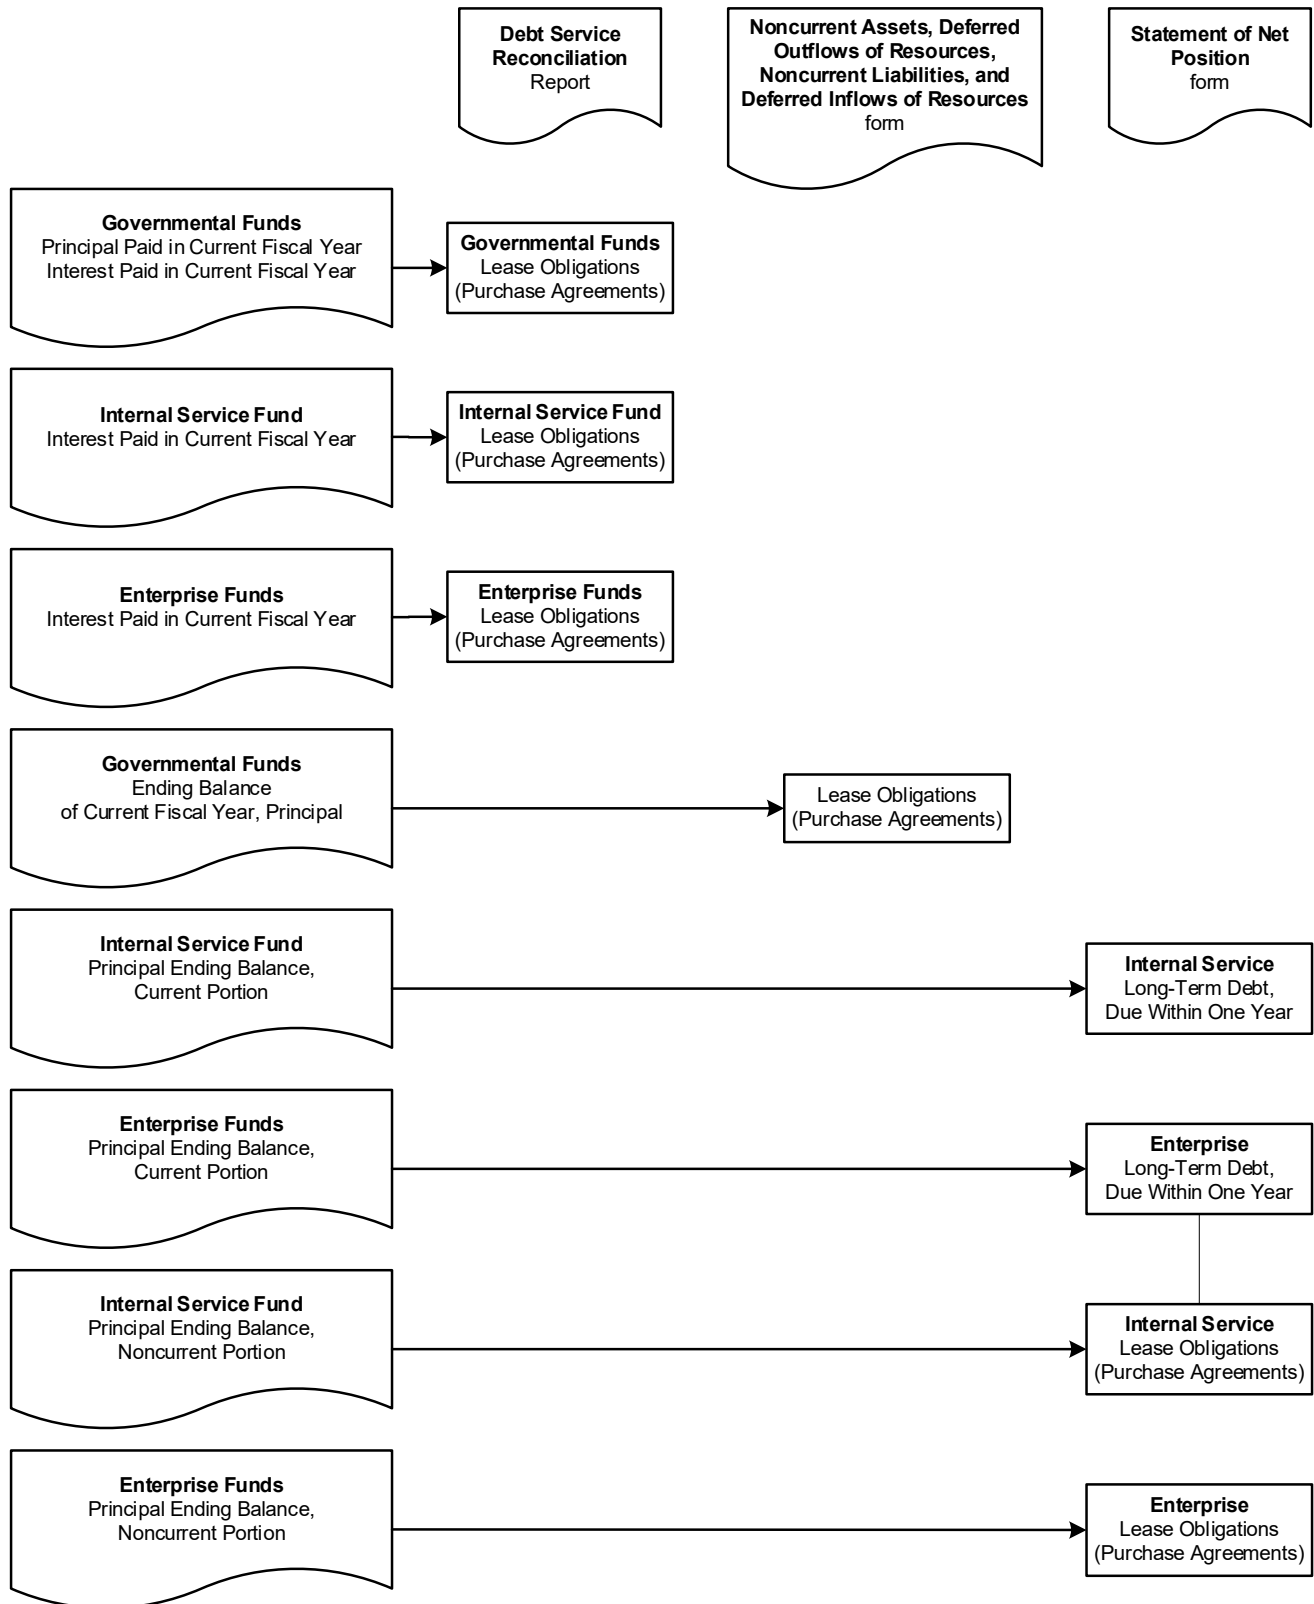 Debt Service
Reconciliation
Report
Noncurrent Assets, Deferred
Outflows of Resources,
Noncurrent Liabilities, and
Deferred Inflows of Resources
form
Statement of Net
Position
form
Governmental Funds
Principal Paid in Current Fiscal Year
Interest Paid in Current Fiscal Year
Governmental Funds
Lease Obligations
(Purchase Agreements)
Internal Service Fund
Interest Paid in Current Fiscal Year
Internal Service Fund
Lease Obligations
(Purchase Agreements)
Enterprise Funds
Interest Paid in Current Fiscal Year
Enterprise Funds
Lease Obligations
(Purchase Agreements)
Governmental Funds
Ending Balance
of Current Fiscal Year, Principal
Lease Obligations
(Purchase Agreements)
Internal Service Fund
Principal Ending Balance,
Current Portion
Internal Service
Long-Term Debt,
Due Within One Year
Enterprise Funds
Principal Ending Balance,
Current Portion
Enterprise
Long-Term Debt,
Due Within One Year
Internal Service Fund
Principal Ending Balance,
Noncurrent Portion
Internal Service
Lease Obligations
(Purchase Agreements)
Enterprise Funds
Principal Ending Balance,
Noncurrent Portion
Enterprise
Lease Obligations
(Purchase Agreements)